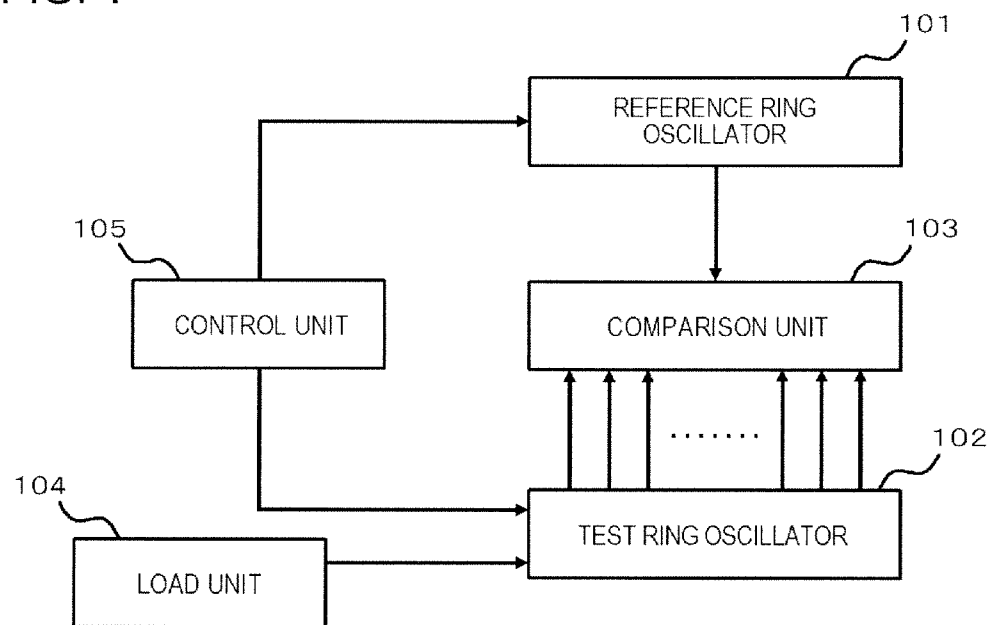 101
REFERENCE RING
OSCILLATOR
105
103
CONTROL UNIT
COMPARISON UNIT
.......
102
104
TEST RING OSCILLATOR
LOAD UNIT